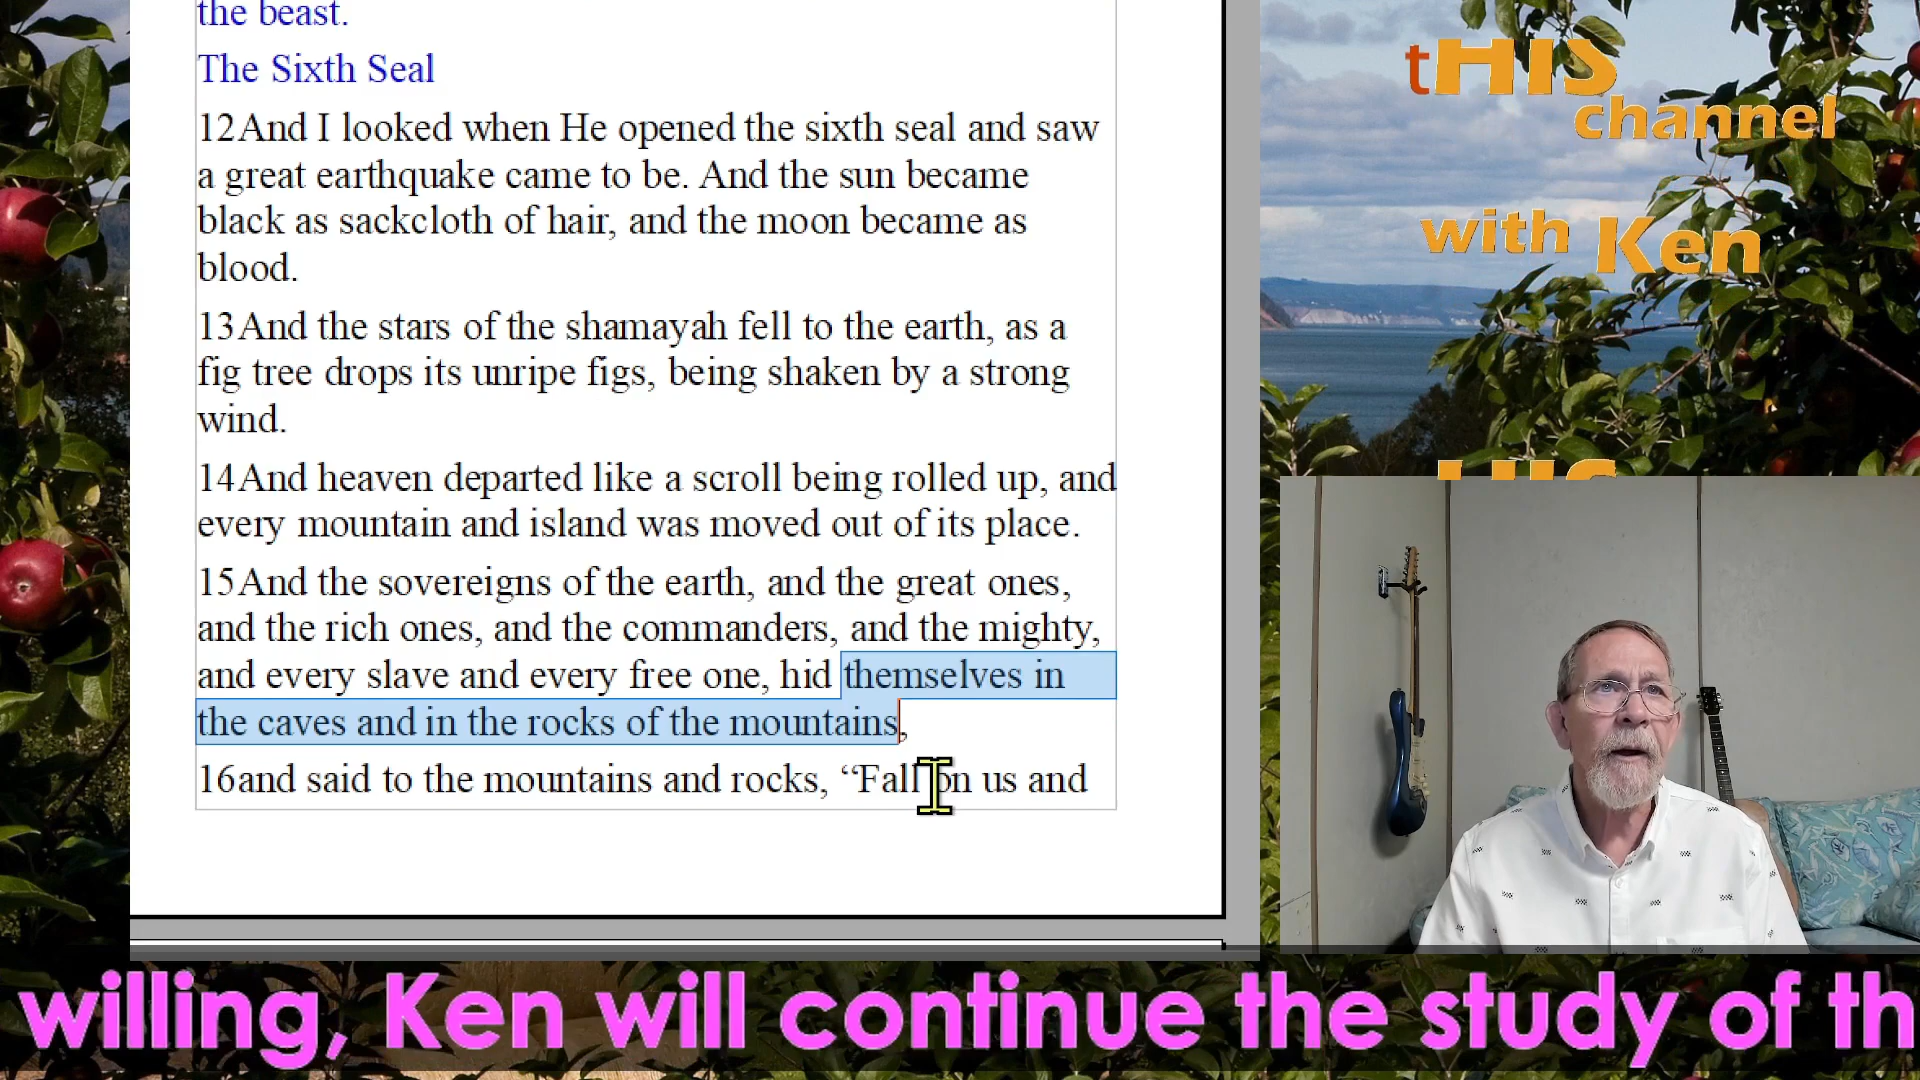 the beast.
The Sixth Seal
12And I looked when He opened the sixth seal and saw
a great earthquake came to be. And the sun became
black as sackcloth of hair, and the moon became as
blood.
13And the stars of the shamayah fell to the earth, as a
fig tree drops its unripe figs, being shaken by a strong
wind.
14And heaven departed like a scroll being rolled up, and
every mountain and island was moved out of its place.
15And the sovereigns of the earth, and the great ones,
and the rich ones, and the commanders, and the mighty,
and every slave and every free one, hid themselves in
the caves and in the rocks of the mountains,
16and said to the mountains and rocks, “Fall on us and
tHIS
channel
with Ken
willing, Ken will continue the study of th